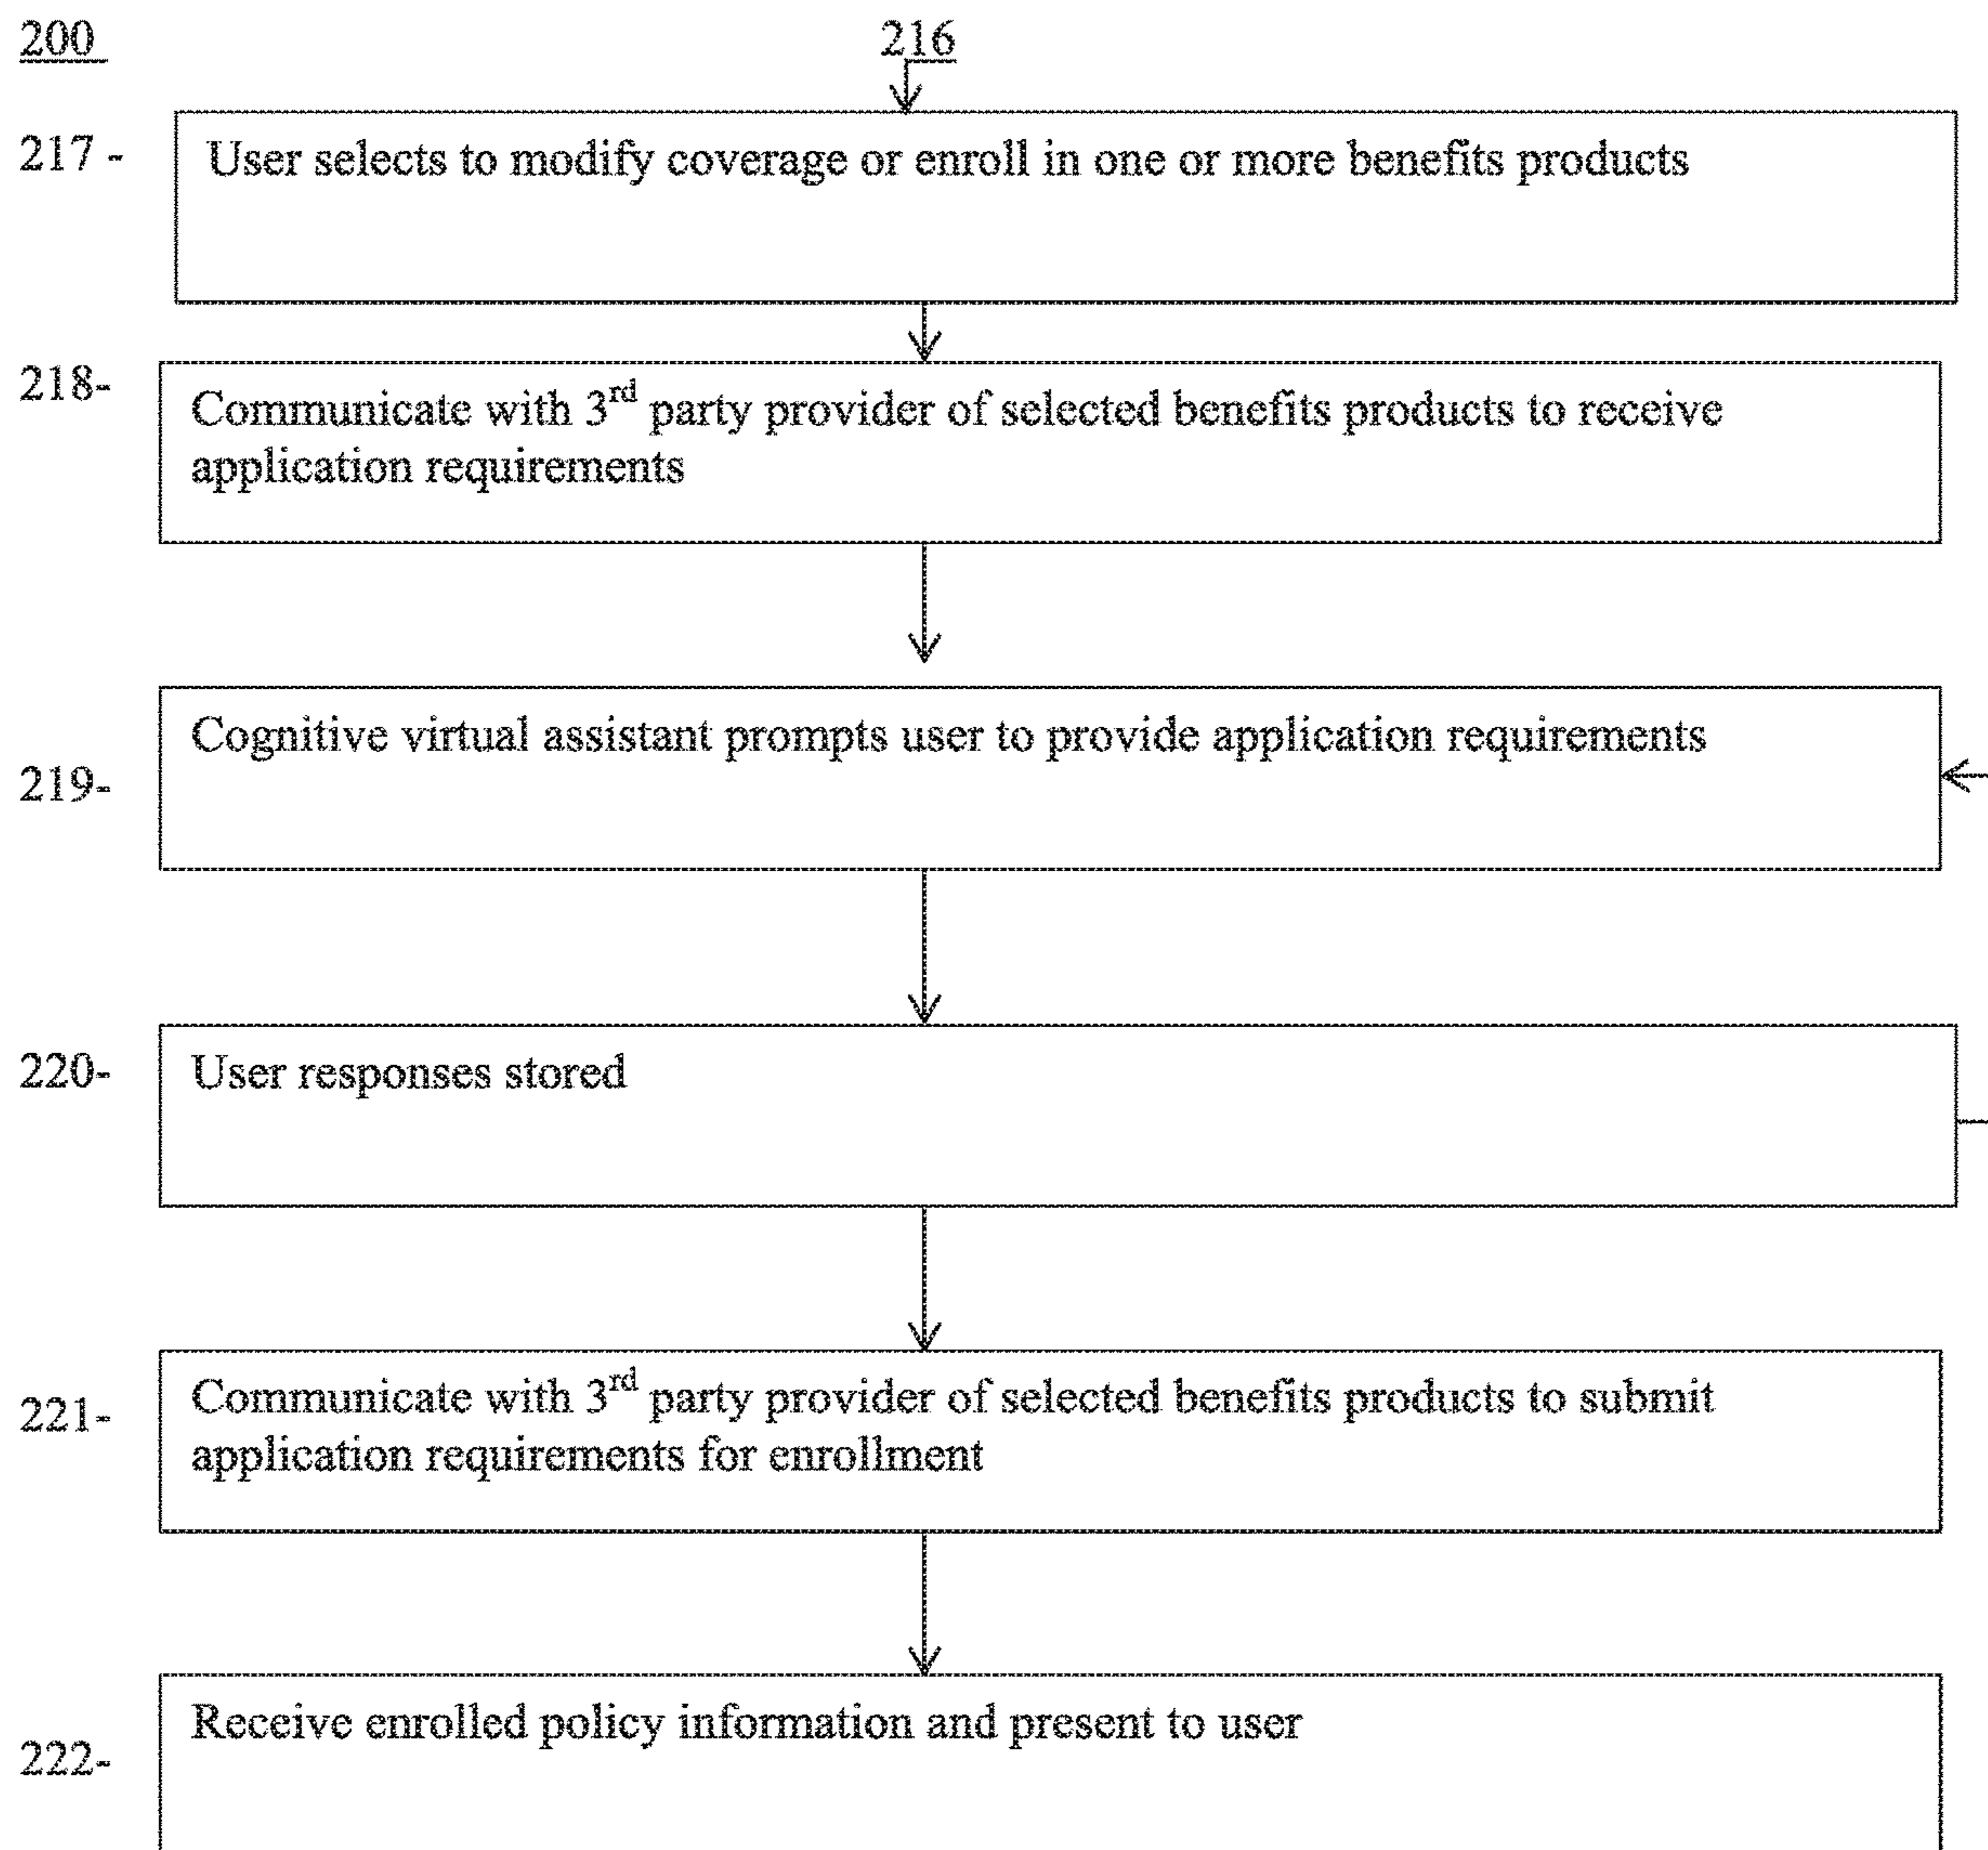 200
216
217 -
User selects to modify coverage or enroll in one or more benefits products
218-
Communicate with 3rd party provider of selected benefits products to receive
application requirements
Cognitive virtual assistant prompts user to provide application requirements
219-
220-
User responses stored
Communicate with 3rd party provider of selected benefits products to submit
221-
application requirements for enrollment
Receive enrolled policy information and present to user
222-